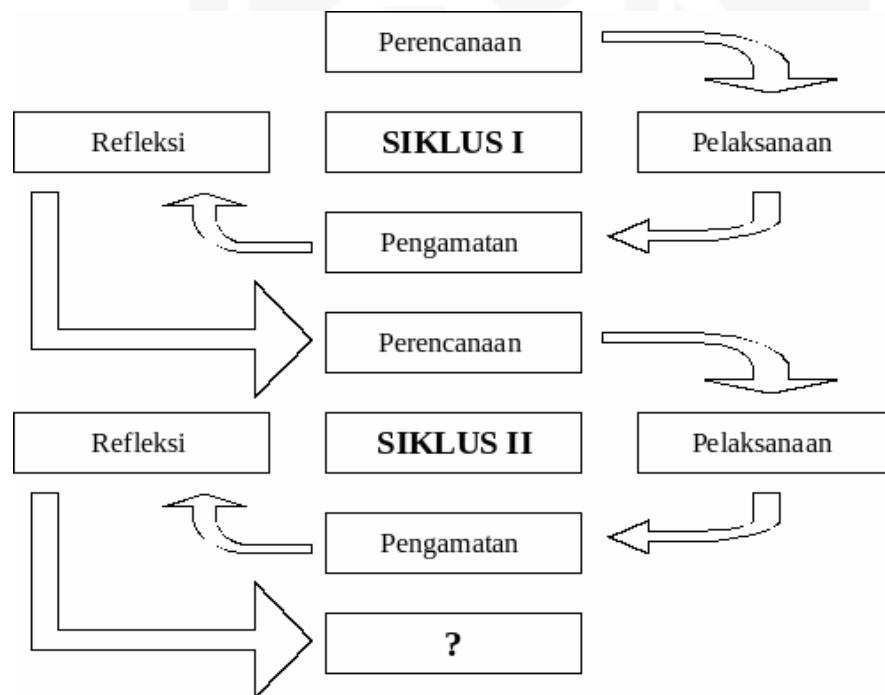 Perencanaan
Refleksi
SIKLUS I
Pelaksanaan
Pengamatan
Perencanaan
Refleksi
SIKLUS II
Pelaksanaan
Pengamatan
?